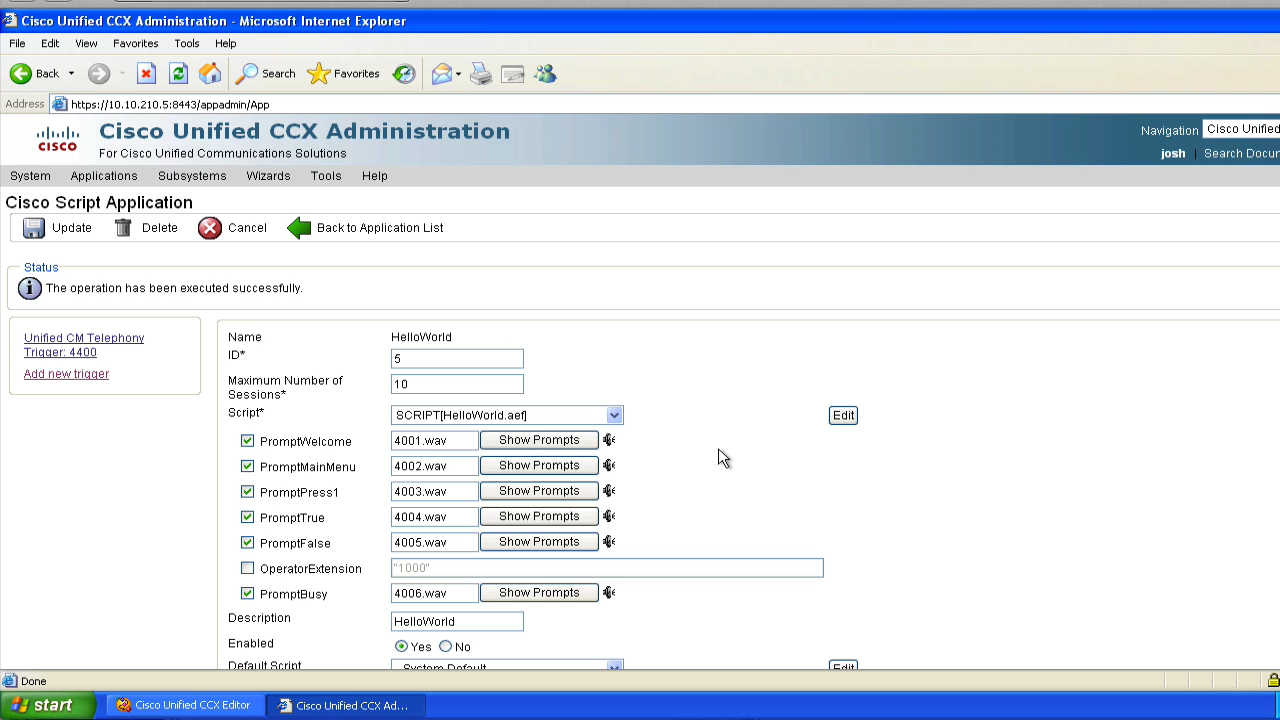 Cisco Unified CCX Administration - Microsoft Internet Explorer
File Edit View Favorites Tools Help
Back Search Favorites
Address https://10.10.210.5:8443/appadmin/App
Cisco Unified CCX Administration
Navigation Cisco Unified
CISCO
For Cisco Unified Communications Solutions
josh | Search
System Applications Subsystems Wizards Tools Help
Cisco Script Application
Update Delete Cancel Back to Application List
Status
The operation has been executed successfully.
Unified CM Telephony
Trigger: 4400
Add new trigger
Name HelloWorld
ID* 5
Maximum Number of
Sessions* 10
Script* SCRIPT[HelloWorld.aef] Edit
PromptWelcome 4001.wav Show Prompts
PromptMainMenu 4002.wav Show Prompts
PromptPress1 4003.wav Show Prompts
PromptTrue 4004.wav Show Prompts
PromptFalse 4005.wav Show Prompts
OperatorExtension "1000"
PromptBusy 4006.wav Show Prompts
Description HelloWorld
Enabled Yes No
Default Script System Default Edit
Done
start Cisco Unified CCX Editor Cisco Unified CCX Ad...